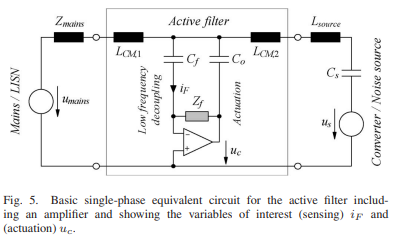 Z_mains
Active filter
L_source
L_CM1
L_CM2
C_f
C_o
C_s
Mains / LISN
u_mains
Low frequency
decoupling
i_F
Z_f
Actuation
−
+
u_c
u_s
Converter / Noise source
Fig. 5. Basic single-phase equivalent circuit for the active filter includ-
ing an amplifier and showing the variables of interest (sensing) i_F and
(actuation) u_c.